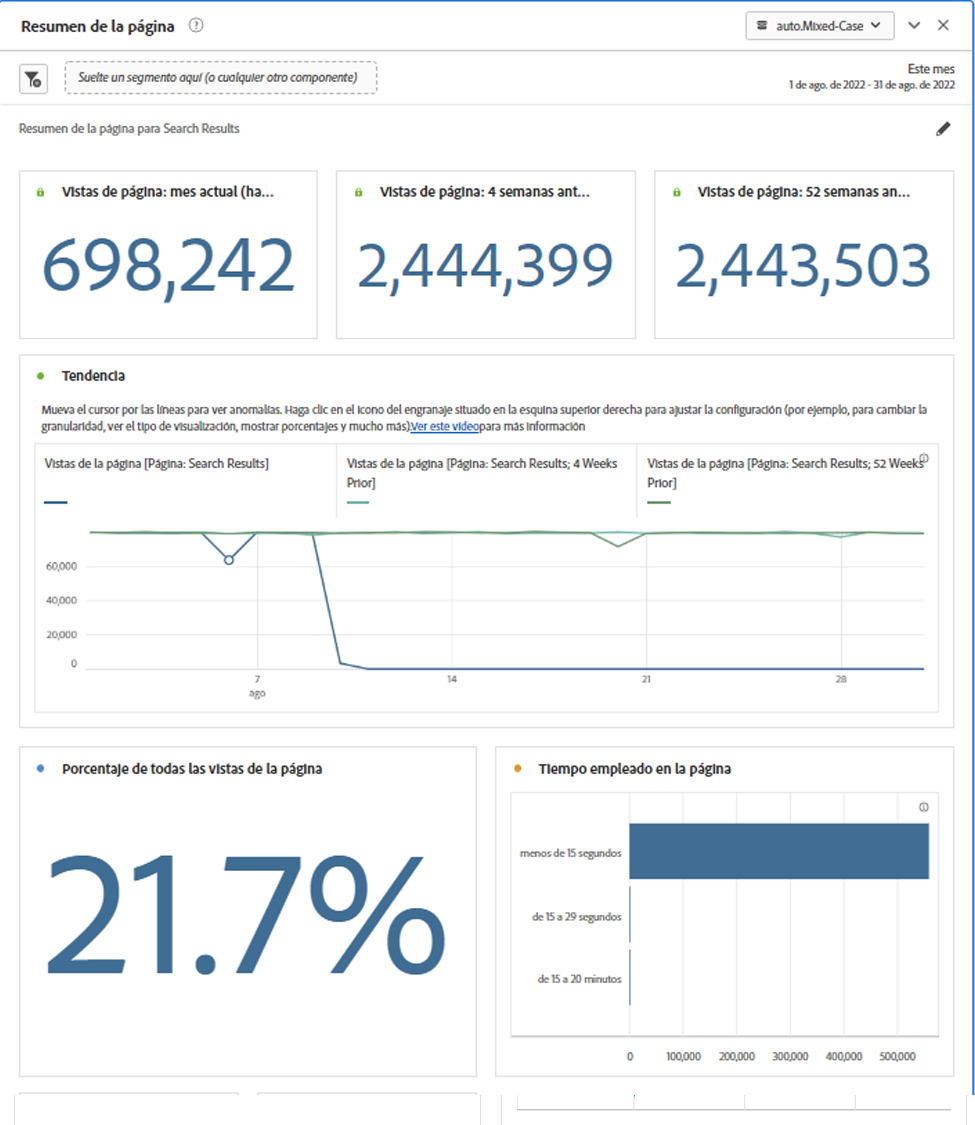 Resumen de la página
auto.Mixed-Case
Suelte un segmento aquí (o cualquier otro componente)
Este mes
1 de ago. de 2022 - 31 de ago. de 2022
Resumen de la página para Search Results
Vistas de página: mes actual (ha...
698,242
Vistas de página: 4 semanas ant...
2,444,399
Vistas de página: 52 semanas an...
2,443,503
Tendencia
Mueva el cursor por las líneas para ver anomalías. Haga clic en el icono del engranaje situado en la esquina superior derecha para ajustar la configuración (por ejemplo, para cambiar la
granularidad, ver el tipo de visualización, mostrar porcentajes y mucho más).Ver este vídeopara más información
Vistas de la página [Página: Search Results]
Vistas de la página [Página: Search Results; 4 Weeks
Prior]
Vistas de la página [Página: Search Results; 52 Weeks
Prior]
60,000
40,000
20,000
0
7
ago
14
21
28
Porcentaje de todas las vistas de la página
21.7%
Tiempo empleado en la página
menos de 15 segundos
de 15 a 29 segundos
de 15 a 20 minutos
0
100,000
200,000
300,000
400,000
500,000